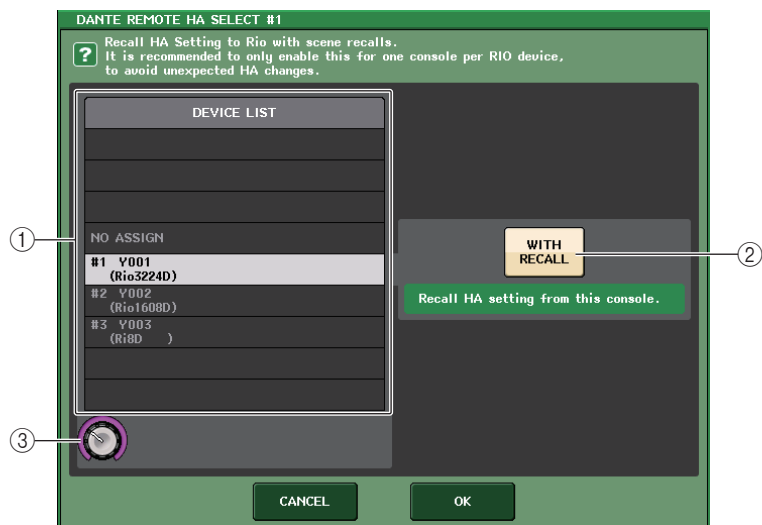 DANTE REMOTE HA SELECT #1
? Recall HA Setting to Rio with scene recalls.
It is recommended to only enable this for one console per RIO device,
to avoid unexpected HA changes.
DEVICE LIST
① NO ASSIGN
#1 Y001
(Rio3224D)
#2 Y002
(Rio1608D)
#3 Y003
(Ri8D )
WITH
RECALL
②
Recall HA setting from this console.
③
CANCEL
OK